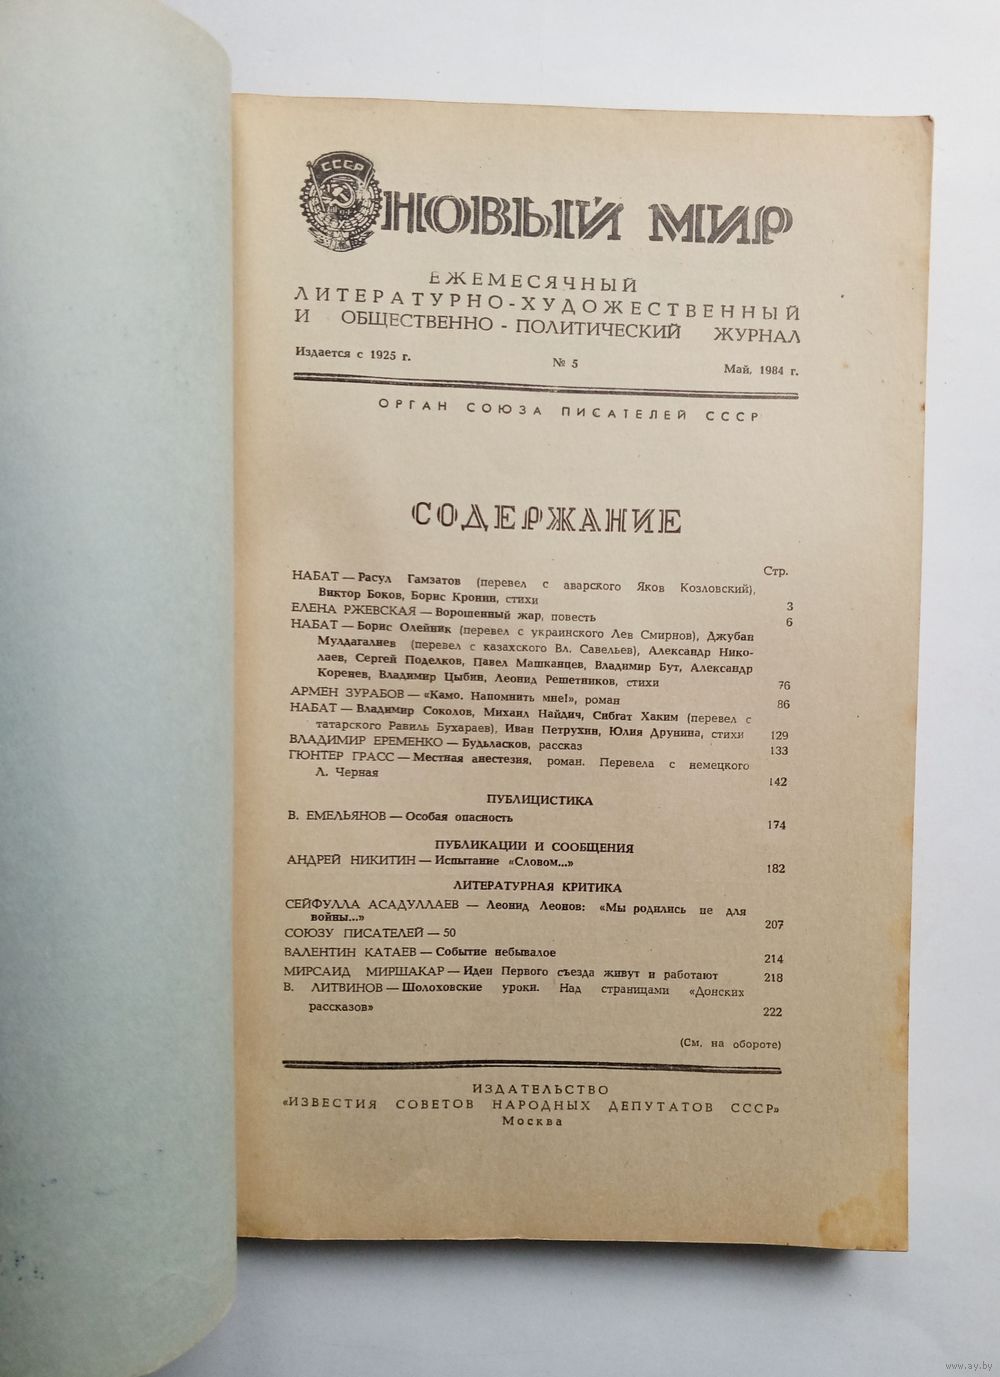 СССР
НОВЫЙ МИР
ЕЖЕМЕСЯЧНЫЙ
ЛИТЕРАТУРНО-ХУДОЖЕСТВЕННЫЙ
И ОБЩЕСТВЕННО-ПОЛИТИЧЕСКИЙ ЖУРНАЛ
Издается с 1925 г. № 5 Май, 1984 г.
ОРГАН СОЮЗА ПИСАТЕЛЕЙ СССР
СОДЕРЖАНИЕ
Стр.
НАБАТ — Расул Гамзатов (перевел с аварского Яков Козловский),
Виктор Боков, Борис Кронин, стихи 3
ЕЛЕНА РЖЕВСКАЯ — Ворошенный жар, повесть 6
НАБАТ — Борис Олейник (перевел с украинского Лев Смирнов), Джубан
Мулдагалиев (перевел с казахского Вл. Савельев), Александр Нико-
лаев, Сергей Поделков, Павел Машканцев, Владимир Бут, Александр
Коренев, Владимир Цыбин, Леонид Решетников, стихи 76
АРМЕН ЗУРАБОВ — «Камо. Напомнить мне!», роман 86
НАБАТ — Владимир Соколов, Михаил Найдич, Сибгат Хаким (перевел с
татарского Равиль Бухараев), Иван Петрухин, Юлия Друнина, стихи 129
ВЛАДИМИР ЕРЕМЕНКО — Будьласков, рассказ 133
ГЮНТЕР ГРАСС — Местная анестезия, роман. Перевела с немецкого
Л. Черная 142
ПУБЛИЦИСТИКА
В. ЕМЕЛЬЯНОВ — Особая опасность 174
ПУБЛИКАЦИИ И СООБЩЕНИЯ
АНДРЕЙ НИКИТИН — Испытание «Словом...» 182
ЛИТЕРАТУРНАЯ КРИТИКА
СЕЙФУЛЛА АСАДУЛЛАЕВ — Леонид Леонов: «Мы родились не для
войны...» 207
СОЮЗУ ПИСАТЕЛЕЙ — 50
ВАЛЕНТИН КАТАЕВ — Событие небывалое 214
МИРСАИД МИРШАКАР — Идеи Первого съезда живут и работают 218
В. ЛИТВИНОВ — Шолоховские уроки. Над страницами «Донских
рассказов» 222
(См. на обороте)
ИЗДАТЕЛЬСТВО
«ИЗВЕСТИЯ СОВЕТОВ НАРОДНЫХ ДЕПУТАТОВ СССР»
Москва
www.ay.by